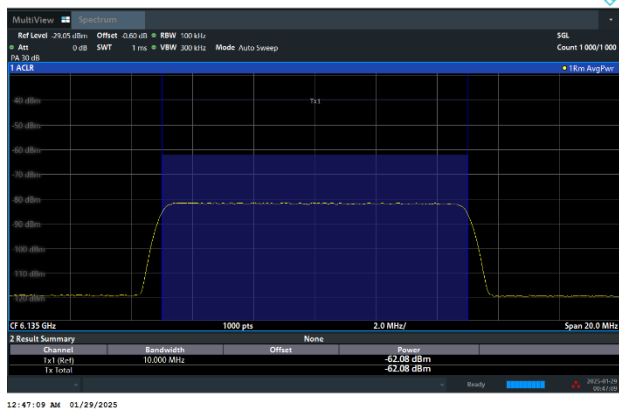 MultiView Spectrum
Ref Level -29.05 dBm Offset -0.60 dB RBW 100 kHz SGL
Att 0 dB SWT 1 ms VBW 300 kHz Mode Auto Sweep Count 1000/1000
PA 30 dB
1 ACLR 1Rm AvgPwr
-40 dBm
Tx1
-50 dBm
-60 dBm
-70 dBm
-80 dBm
-90 dBm
-100 dBm
-110 dBm
-120 dBm
CF 6.135 GHz 1000 pts 2.0 MHz/ Span 20.0 MHz
2 Result Summary None
Channel Bandwidth Offset Power
Tx1 (Ref) 10.000 MHz -62.08 dBm
Tx Total -62.08 dBm
Ready 2025-01-29
00:47:09
12:47:09 AM 01/29/2025